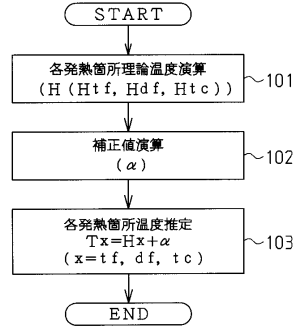 START
各発熱箇所理論温度演算
(H (Htf, Hdf, Htc))
101
補正値演算
(α)
102
各発熱箇所温度推定
Tx=Hx+α
(x=tf, df, tc)
103
END